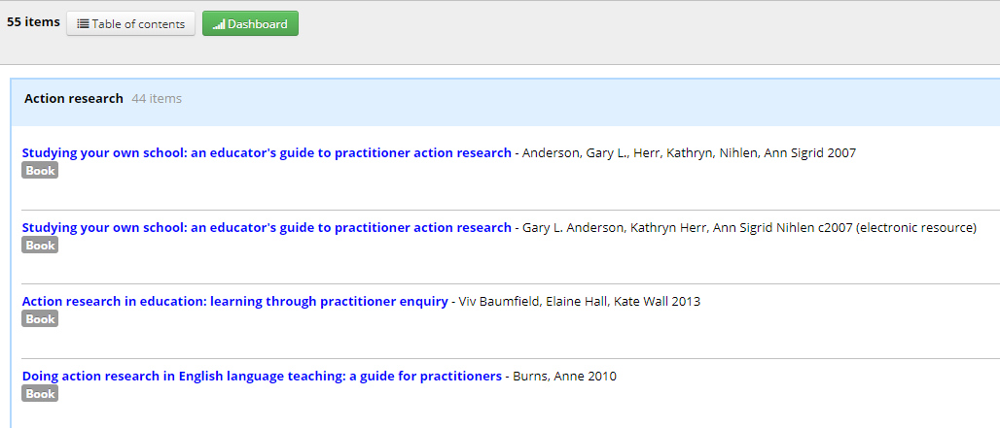 55 items Table of contents Dashboard
Action research 44 items
Studying your own school: an educator's guide to practitioner action research - Anderson, Gary L., Herr, Kathryn, Nihlen, Ann Sigrid 2007
Book
Studying your own school: an educator's guide to practitioner action research - Gary L. Anderson, Kathryn Herr, Ann Sigrid Nihlen c2007 (electronic resource)
Book
Action research in education: learning through practitioner enquiry - Viv Baumfield, Elaine Hall, Kate Wall 2013
Book
Doing action research in English language teaching: a guide for practitioners - Burns, Anne 2010
Book